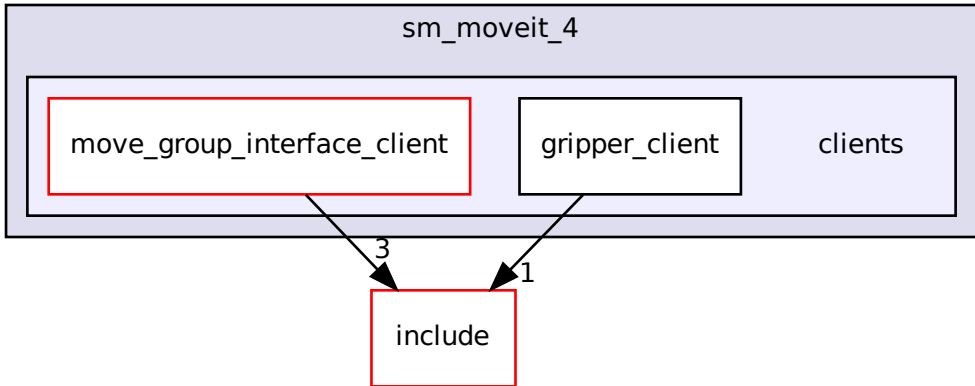 sm_moveit_4
move_group_interface_client
gripper_client
clients
3
1
include